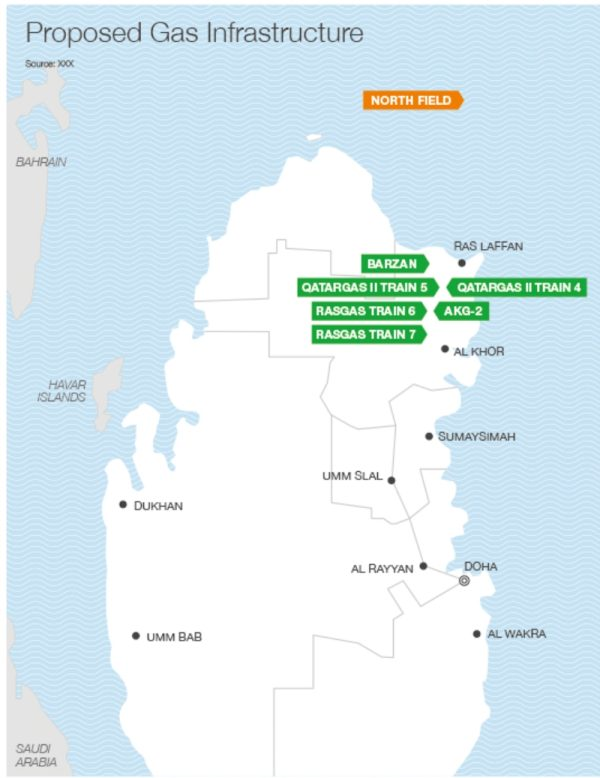 Proposed Gas Infrastructure
Source: XXX
NORTH FIELD
BAHRAIN
RAS LAFFAN
BARZAN
QATARGAS II TRAIN 5
QATARGAS II TRAIN 4
RASGAS TRAIN 6
AKG-2
RASGAS TRAIN 7
AL KHOR
HAVAR
ISLANDS
SUMAYSIMAH
UMM SLAL
DUKHAN
AL RAYYAN
DOHA
UMM BAB
AL WAKRA
SAUDI
ARABIA